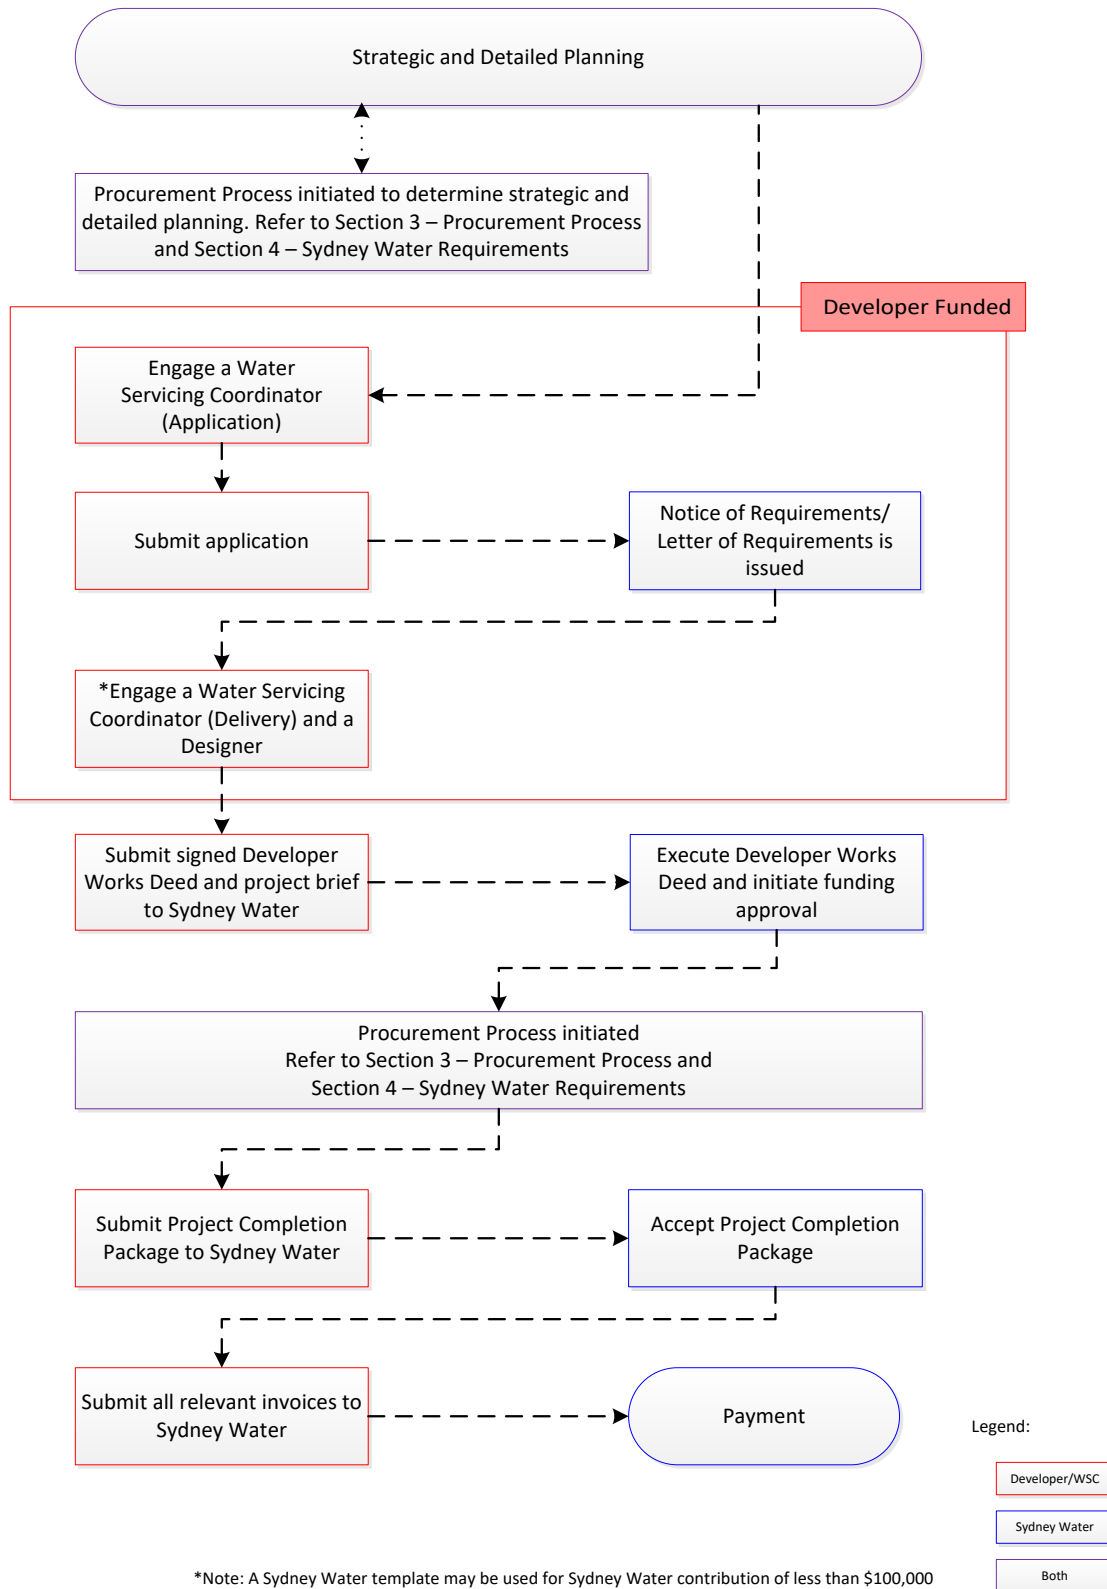 Strategic and Detailed Planning
Procurement Process initiated to determine strategic and
detailed planning. Refer to Section 3 – Procurement Process
and Section 4 – Sydney Water Requirements
Developer Funded
Engage a Water
Servicing Coordinator
(Application)
Submit application
Notice of Requirements/
Letter of Requirements is
issued
*Engage a Water Servicing
Coordinator (Delivery) and a
Designer
Submit signed Developer
Works Deed and project brief
to Sydney Water
Execute Developer Works
Deed and initiate funding
approval
Procurement Process initiated
Refer to Section 3 – Procurement Process and
Section 4 – Sydney Water Requirements
Submit Project Completion
Package to Sydney Water
Accept Project Completion
Package
Submit all relevant invoices to
Sydney Water
Payment
Legend:
Developer/WSC
Sydney Water
Both
*Note: A Sydney Water template may be used for Sydney Water contribution of less than $100,000